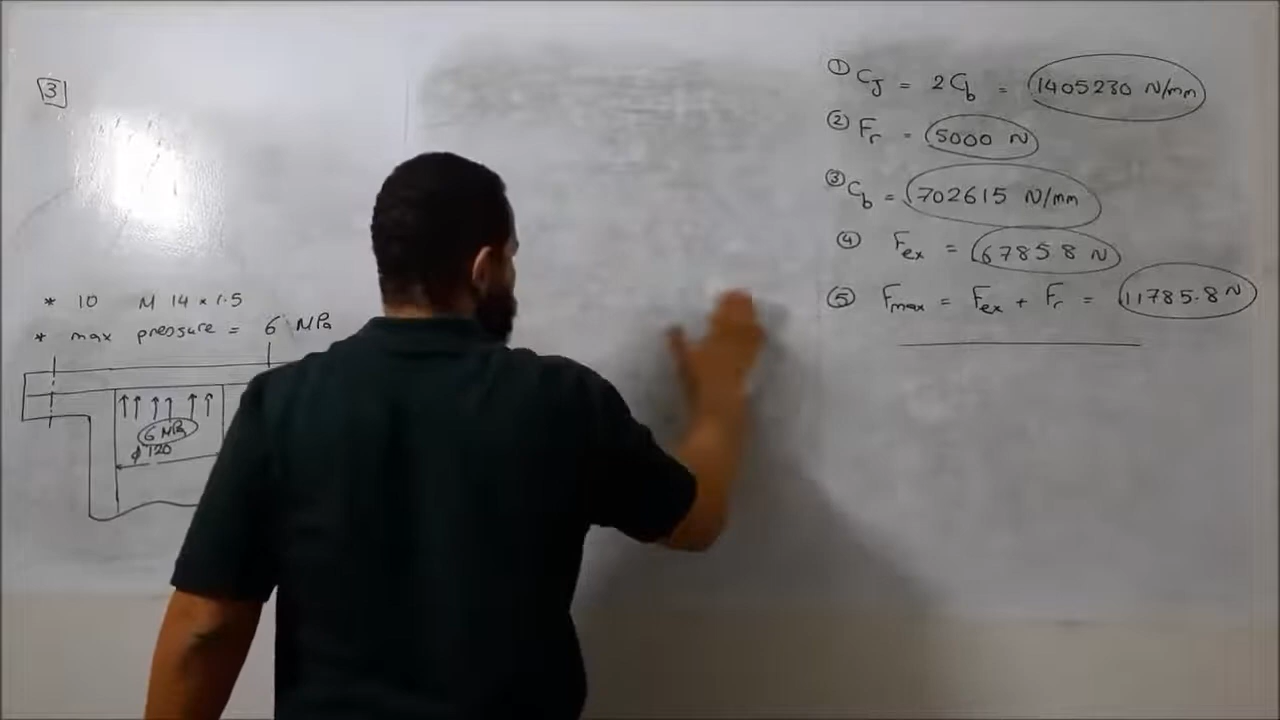 3
* 10 M 14 × 1.5
* max pressure = 6 MPa
6 MPa
φ 120
① CJ = 2Cb = 1405230 N/mm
② Fr = 5000 N
③ Cb = 702615 N/mm
④ Fex = 6785.8 N
⑤ Fmax = Fex + Fr = 11785.8 N